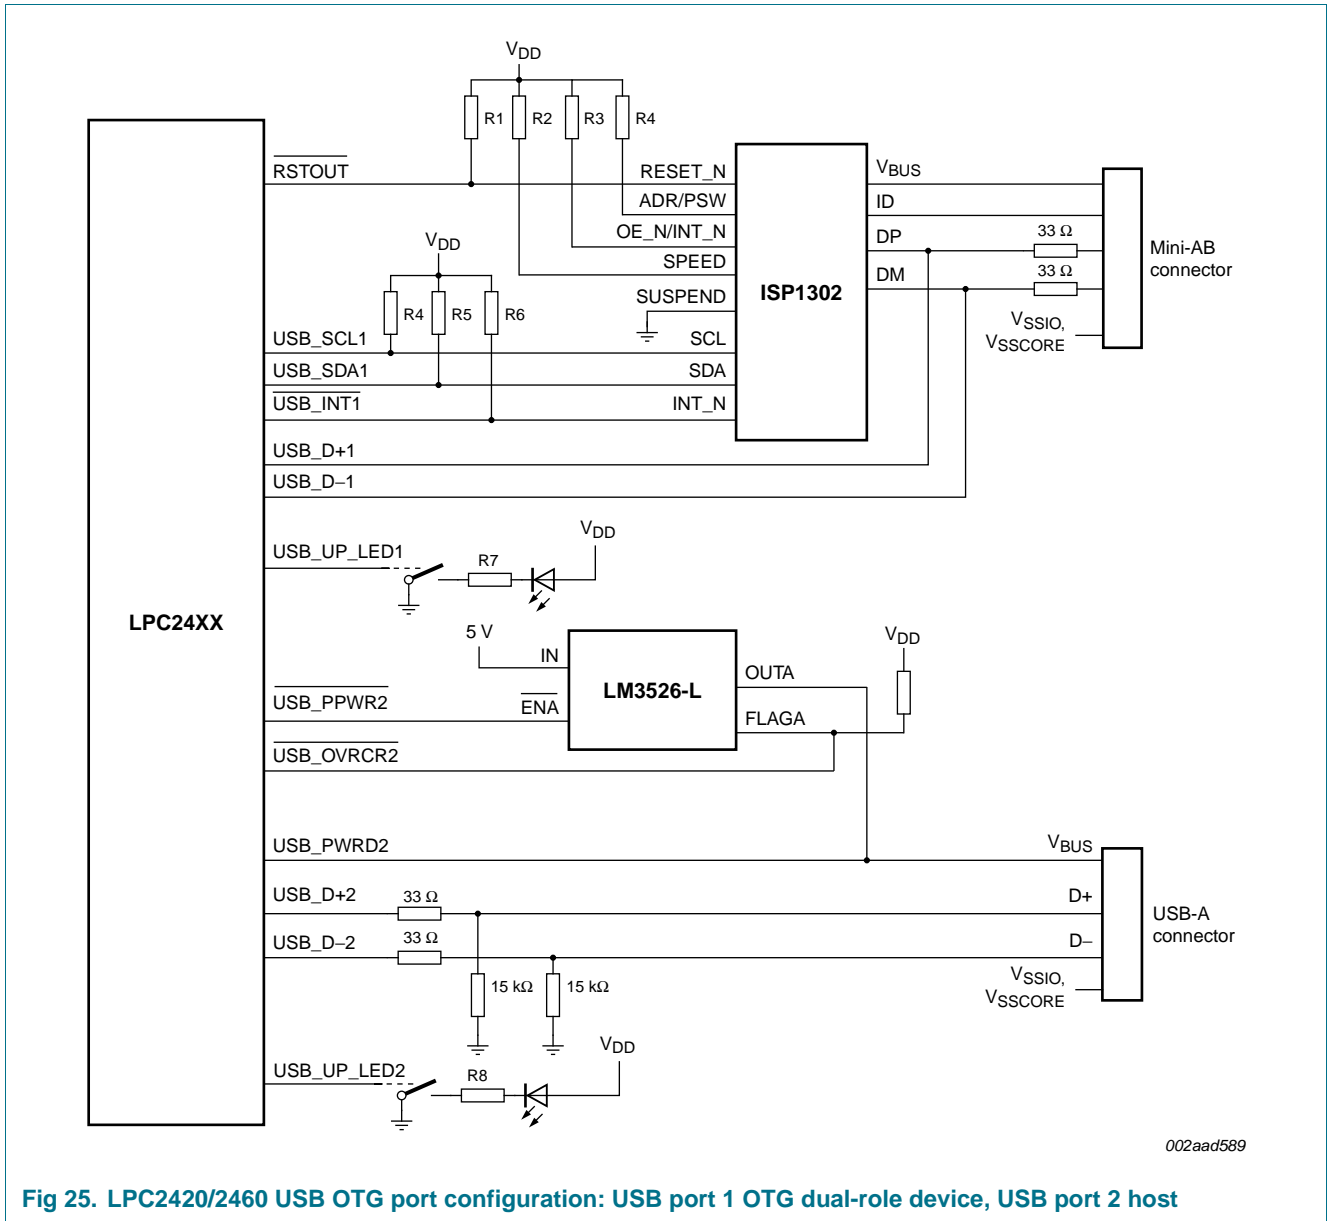 VDD
R1 R2 R3 R4
RSTOUT
RESET_N
ADR/PSW
OE_N/INT_N
SPEED
SUSPEND
SCL
SDA
INT_N
ISP1302
VBUS
ID
DP
DM
33 Ω
33 Ω
Mini-AB
connector
VSSIO,
VSSCORE
VDD
R4 R5 R6
USB_SCL1
USB_SDA1
USB_INT1
USB_D+1
USB_D−1
USB_UP_LED1
R7
VDD
LPC24XX
5 V
IN
ENA
LM3526-L
OUTA
FLAGA
VDD
USB_PPWR2
USB_OVRCR2
USB_PWRD2
VBUS
USB_D+2
33 Ω
D+
USB_D−2
33 Ω
D−
USB-A
connector
15 kΩ
15 kΩ
VSSIO,
VSSCORE
USB_UP_LED2
R8
VDD
002aad589
Fig 25. LPC2420/2460 USB OTG port configuration: USB port 1 OTG dual-role device, USB port 2 host